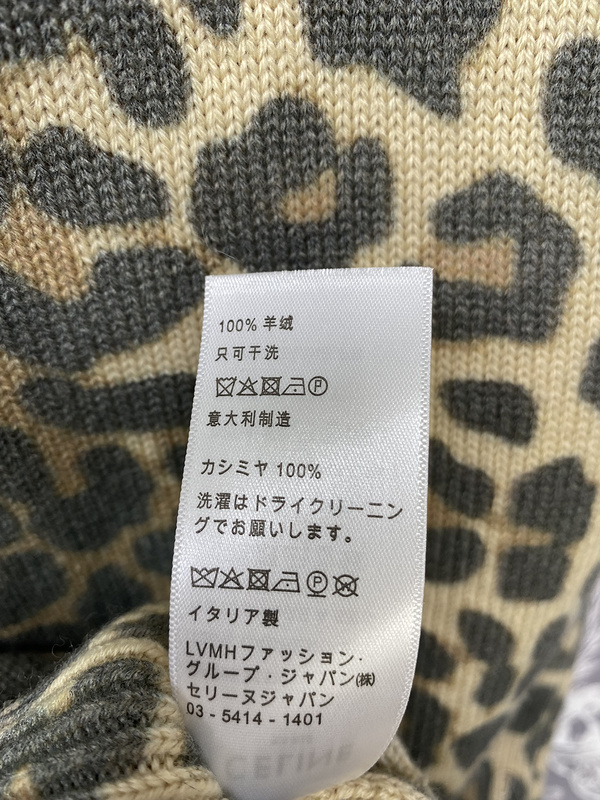 100% 羊绒
只可干洗
意大利制造
カシミヤ 100%
洗濯はドライクリーニン
グでお願いします。
イタリア製
LVMHファッション・
グループ・ジャパン㈱
セリーヌジャパン
03 - 5414 - 1401
CELINE